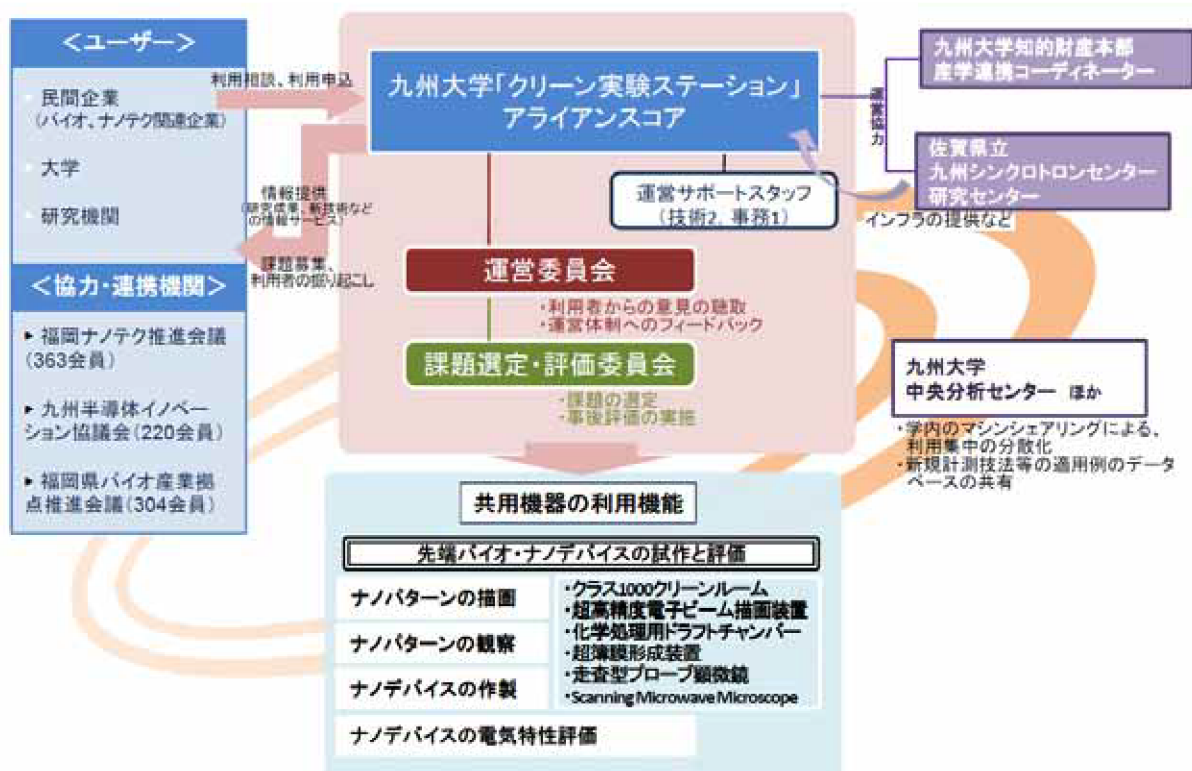 <ユーザー>
民間企業
(バイオ、ナノテク関連企業)
大学
研究機関
<協力・連携機関>
▶ 福岡ナノテク推進会議
(363会員)
▶ 九州半導体イノベー
ション協議会(220会員)
▶ 福岡県バイオ産業拠
点推進会議(304会員)
利用相談、利用申込
情報提供
(研究成果、新技術など
の情報サービス)
課題募集、
利用者の掘り起こし
九州大学「クリーン実験ステーション」
アライアンスコア
運営サポートスタッフ
(技術2, 事務1)
運営委員会
・利用者からの意見の聴取
・運営体制へのフィードバック
課題選定・評価委員会
・課題の選定
・事後評価の実施
運営協力
九州大学知的財産本部
産学連携コーディネーター
佐賀県立
九州シンクロトロンセンター
研究センター
インフラの提供など
九州大学
中央分析センター ほか
・学内のマシンシェアリングによる、
利用集中の分散化
・新規計測技法等の適用例のデータ
ベースの共有
共用機器の利用機能
先端バイオ・ナノデバイスの試作と評価
ナノパターンの描画
ナノパターンの観察
ナノデバイスの作製
ナノデバイスの電気特性評価
・クラス1000クリーンルーム
・超高精度電子ビーム描画装置
・化学処理用ドラフトチャンバー
・超薄膜形成装置
・走査型プローブ顕微鏡
・Scanning Microwave Microscope